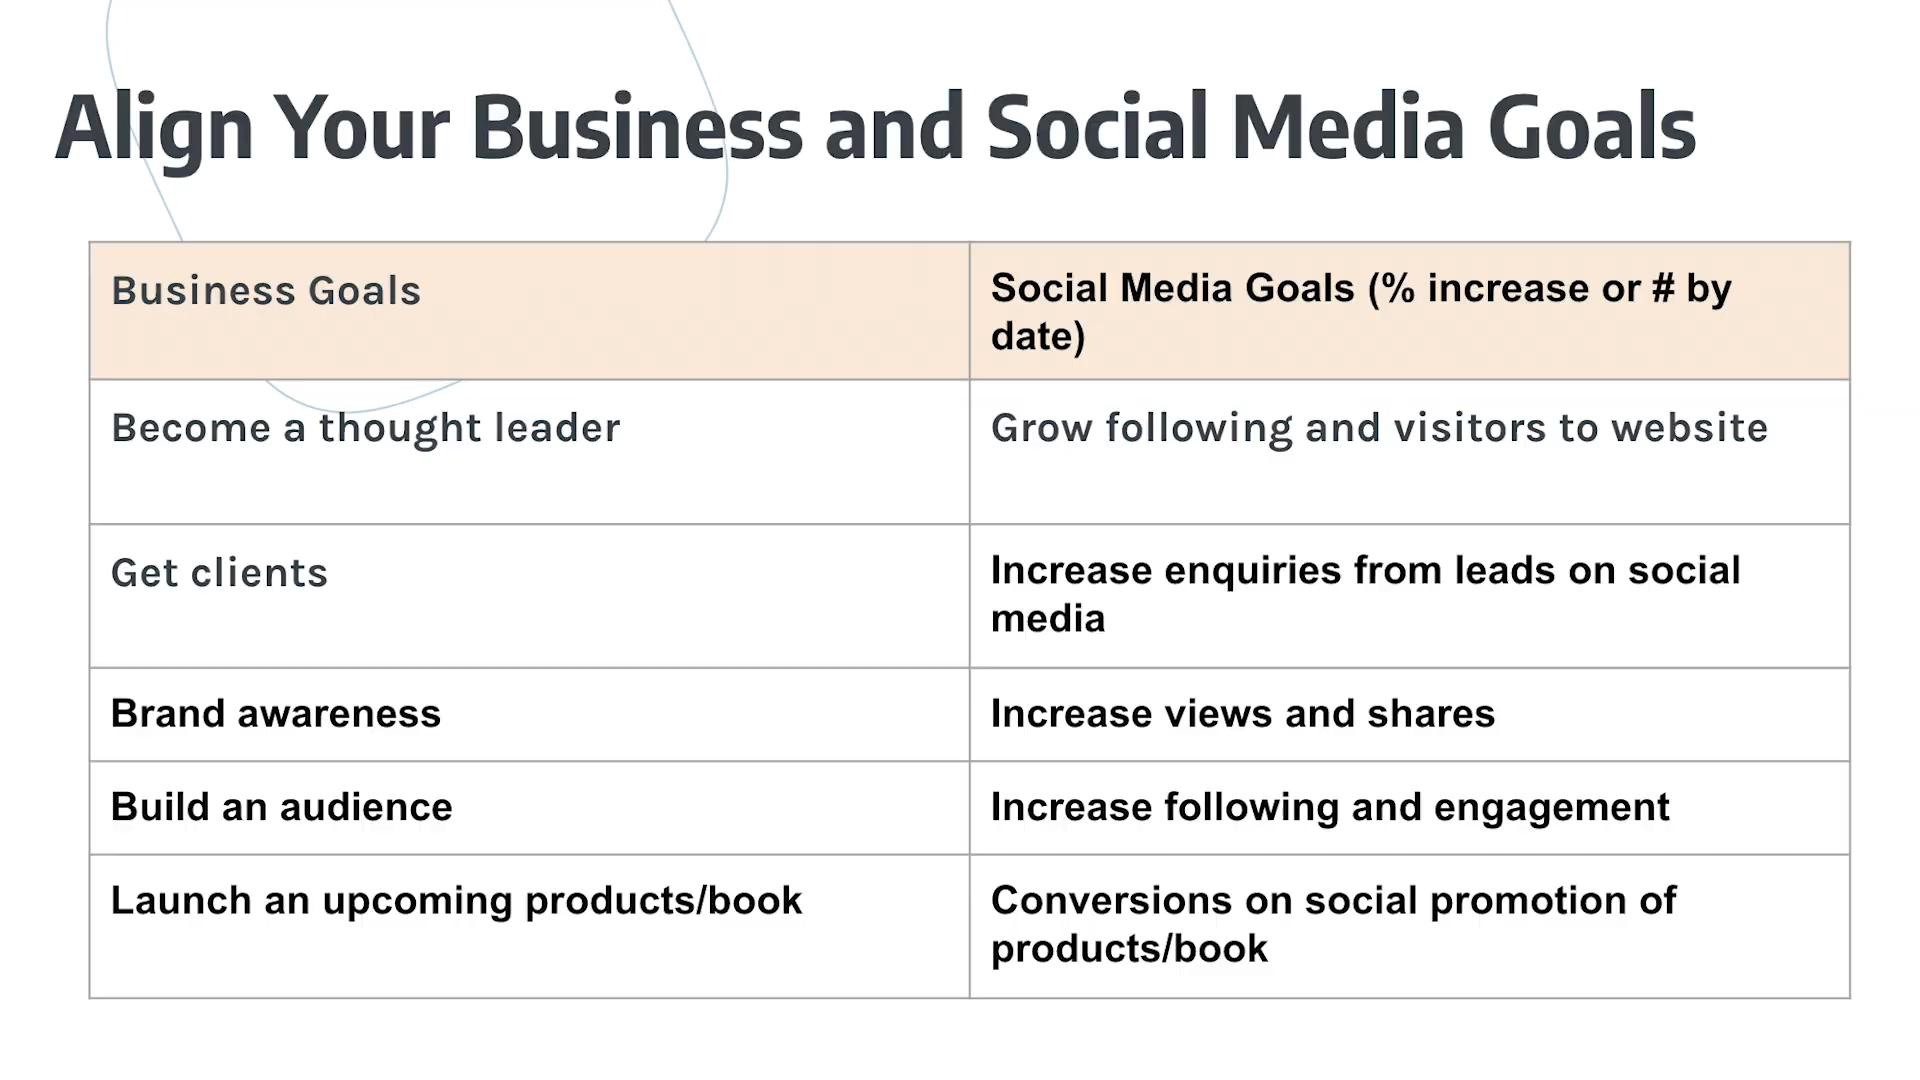 Align Your Business and Social Media Goals
Business Goals
Social Media Goals (% increase or # by
date)
Become a thought leader
Grow following and visitors to website
Get clients
Increase enquiries from leads on social
media
Brand awareness
Increase views and shares
Build an audience
Increase following and engagement
Launch an upcoming products/book
Conversions on social promotion of
products/book